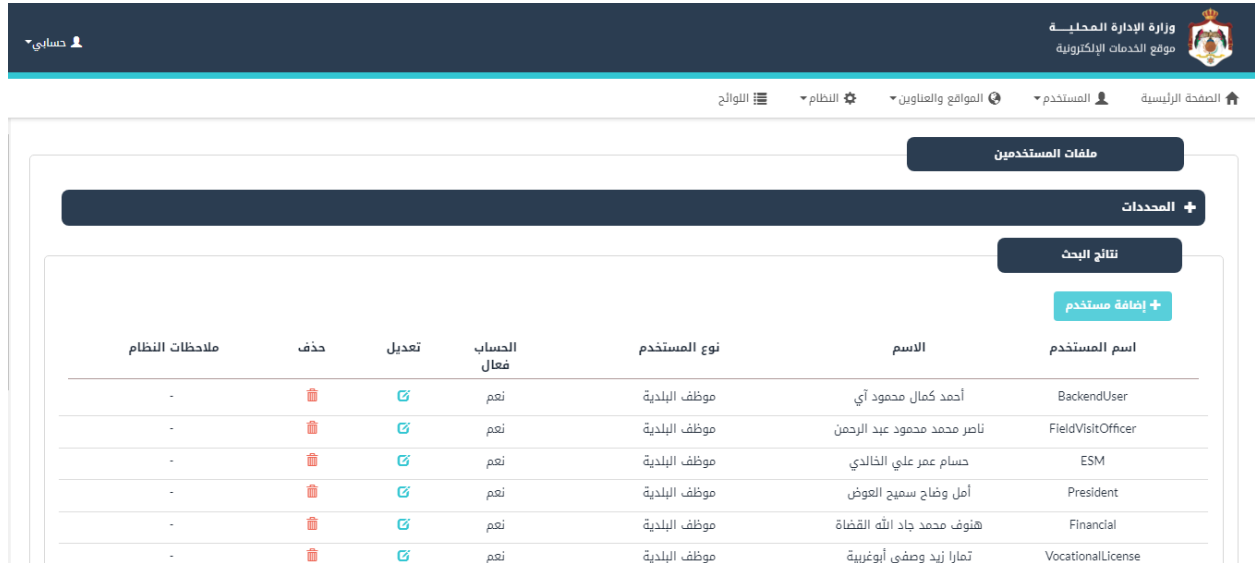 وزارة الإدارة المحليـــة
موقع الخدمات الإلكترونية
حسابي
الصفحة الرئيسية المستخدم المواقع والعناوين النظام اللوائح
ملفات المستخدمين
+ المحددات
نتائج البحث
+ إضافة مستخدم
اسم المستخدم الاسم نوع المستخدم الحساب فعال تعديل حذف ملاحظات النظام
BackendUser أحمد كمال محمود آي موظف البلدية نعم -
FieldVisitOfficer ناصر محمد محمود عبد الرحمن موظف البلدية نعم -
ESM حسام عمر علي الخالدي موظف البلدية نعم -
President أمل وضاح سميح العوض موظف البلدية نعم -
Financial هنوف محمد جاد الله القضاة موظف البلدية نعم -
VocationalLicense تمارا زيد وصفي أبوغربية موظف البلدية نعم -